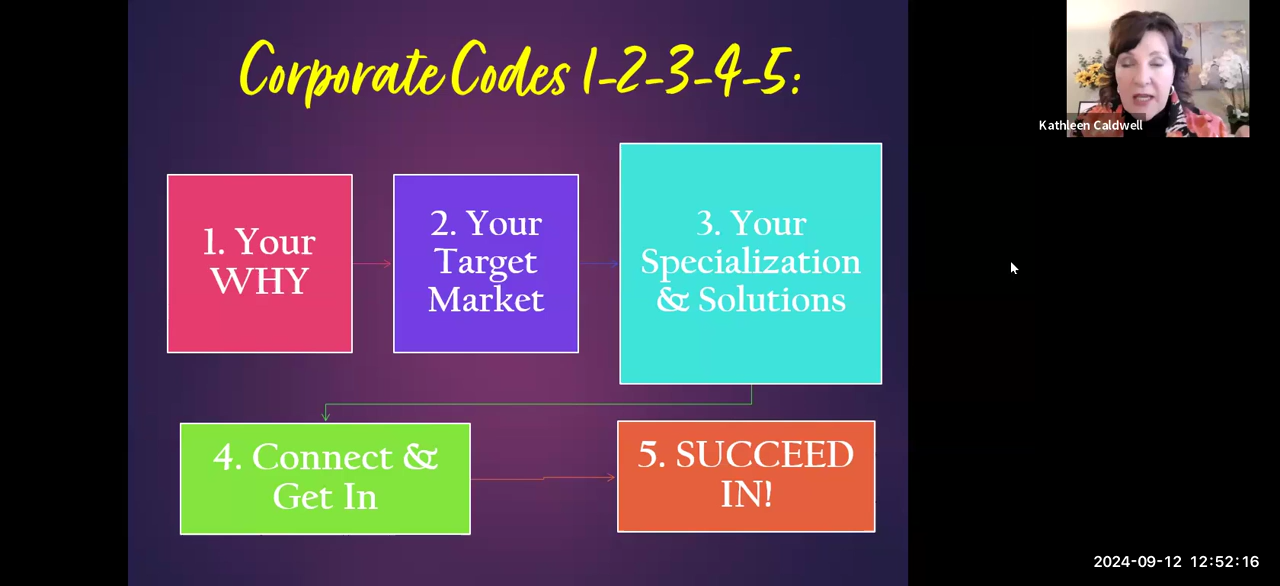 Corporate Codes 1-2-3-4-5:
1. Your
WHY
2. Your
Target
Market
3. Your
Specialization
& Solutions
4. Connect &
Get In
5. SUCCEED
IN!
Kathleen Caldwell
2024-09-12 12:52:16